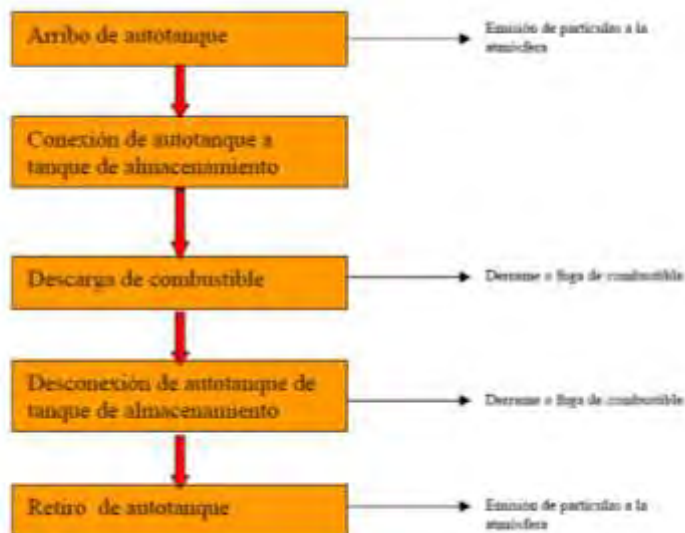 Arribo de autotanque
Emisión de partículas a la
atmósfera
Conexión de autotanque a
tanque de almacenamiento
Descarga de combustible
Derrame o fuga de combustible
Desconexión de autotanque de
tanque de almacenamiento
Derrame o fuga de combustible
Retiro de autotanque
Emisión de partículas a la
atmósfera